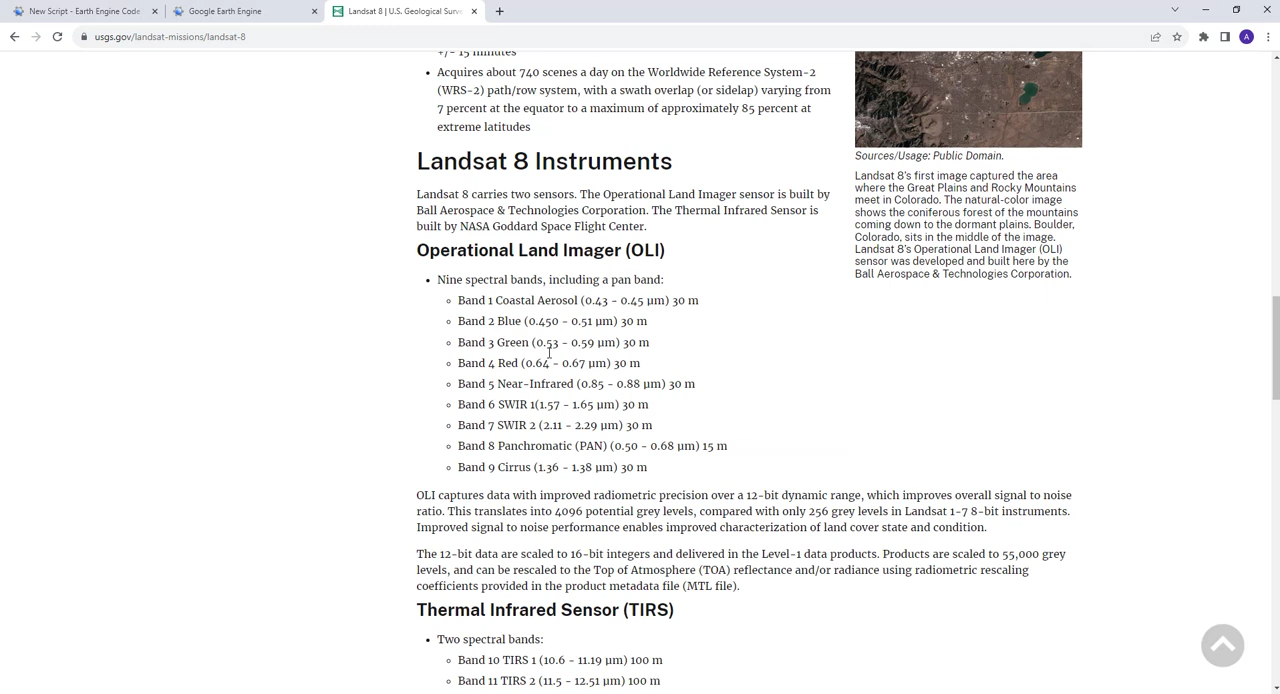 New Script - Earth Engine Code
Google Earth Engine
Landsat 8 | U.S. Geological Surve
usgs.gov/landsat-missions/landsat-8
A
+/- 15 minutes
• Acquires about 740 scenes a day on the Worldwide Reference System-2
(WRS-2) path/row system, with a swath overlap (or sidelap) varying from
7 percent at the equator to a maximum of approximately 85 percent at
extreme latitudes
Landsat 8 Instruments
Landsat 8 carries two sensors. The Operational Land Imager sensor is built by
Ball Aerospace & Technologies Corporation. The Thermal Infrared Sensor is
built by NASA Goddard Space Flight Center.
Operational Land Imager (OLI)
• Nine spectral bands, including a pan band:
Band 1 Coastal Aerosol (0.43 - 0.45 μm) 30 m
Band 2 Blue (0.450 - 0.51 μm) 30 m
Band 3 Green (0.53 - 0.59 μm) 30 m
Band 4 Red (0.64 - 0.67 μm) 30 m
Band 5 Near-Infrared (0.85 - 0.88 μm) 30 m
Band 6 SWIR 1(1.57 - 1.65 μm) 30 m
Band 7 SWIR 2 (2.11 - 2.29 μm) 30 m
Band 8 Panchromatic (PAN) (0.50 - 0.68 μm) 15 m
Band 9 Cirrus (1.36 - 1.38 μm) 30 m
OLI captures data with improved radiometric precision over a 12-bit dynamic range, which improves overall signal to noise
ratio. This translates into 4096 potential grey levels, compared with only 256 grey levels in Landsat 1-7 8-bit instruments.
Improved signal to noise performance enables improved characterization of land cover state and condition.
The 12-bit data are scaled to 16-bit integers and delivered in the Level-1 data products. Products are scaled to 55,000 grey
levels, and can be rescaled to the Top of Atmosphere (TOA) reflectance and/or radiance using radiometric rescaling
coefficients provided in the product metadata file (MTL file).
Thermal Infrared Sensor (TIRS)
• Two spectral bands:
Band 10 TIRS 1 (10.6 - 11.19 μm) 100 m
Band 11 TIRS 2 (11.5 - 12.51 μm) 100 m
Sources/Usage: Public Domain.
Landsat 8's first image captured the area
where the Great Plains and Rocky Mountains
meet in Colorado. The natural-color image
shows the coniferous forest of the mountains
coming down to the dormant plains. Boulder,
Colorado, sits in the middle of the image.
Landsat 8's Operational Land Imager (OLI)
sensor was developed and built here by the
Ball Aerospace & Technologies Corporation.